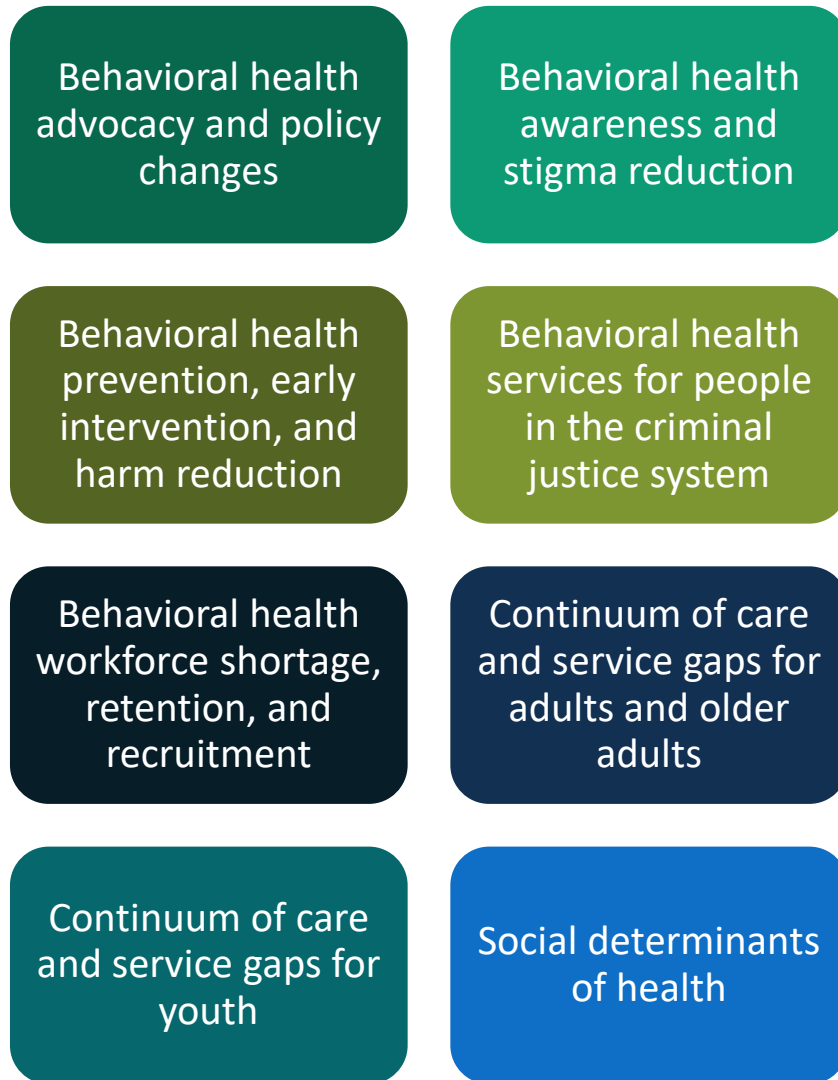 Behavioral health
advocacy and policy
changes
Behavioral health
awareness and
stigma reduction
Behavioral health
prevention, early
intervention, and
harm reduction
Behavioral health
services for people
in the criminal
justice system
Behavioral health
workforce shortage,
retention, and
recruitment
Continuum of care
and service gaps for
adults and older
adults
Continuum of care
and service gaps for
youth
Social determinants
of health